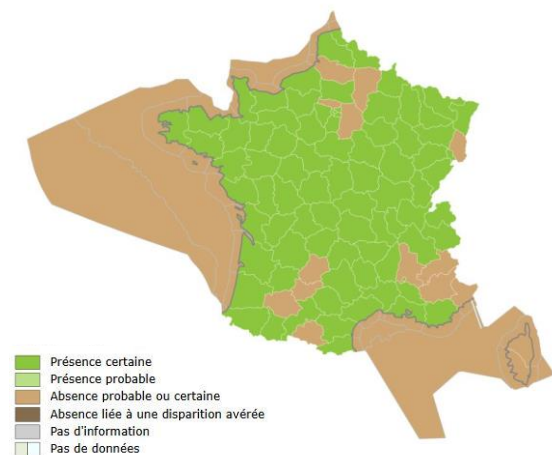 Présence certaine
Présence probable
Absence probable ou certaine
Absence liée à une disparition avérée
Pas d'information
Pas de données